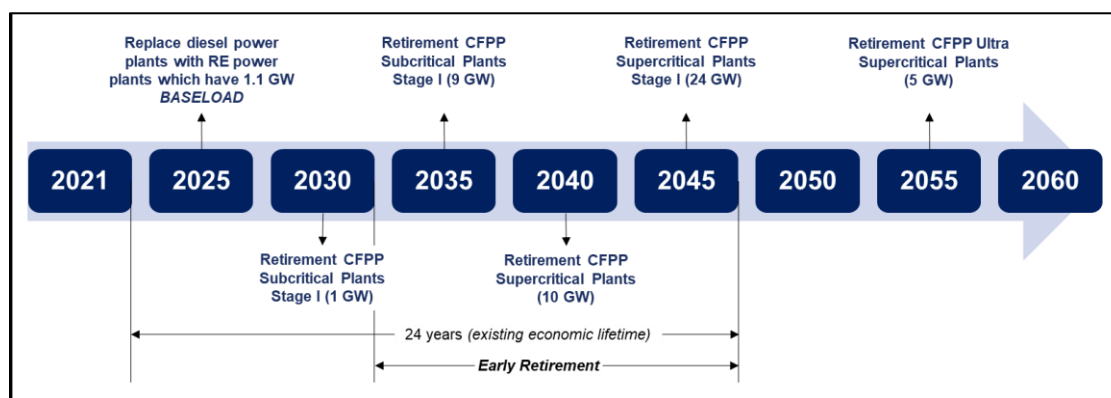 Replace diesel power
plants with RE power
plants which have 1.1 GW
BASELOAD
Retirement CFPP
Subcritical Plants
Stage I (9 GW)
Retirement CFPP
Supercritical Plants
Stage I (24 GW)
Retirement CFPP Ultra
Supercritical Plants
(5 GW)
2021
2025
2030
2035
2040
2045
2050
2055
2060
Retirement CFPP
Subcritical Plants
Stage I (1 GW)
Retirement CFPP
Supercritical Plants
(10 GW)
24 years (existing economic lifetime)
Early Retirement